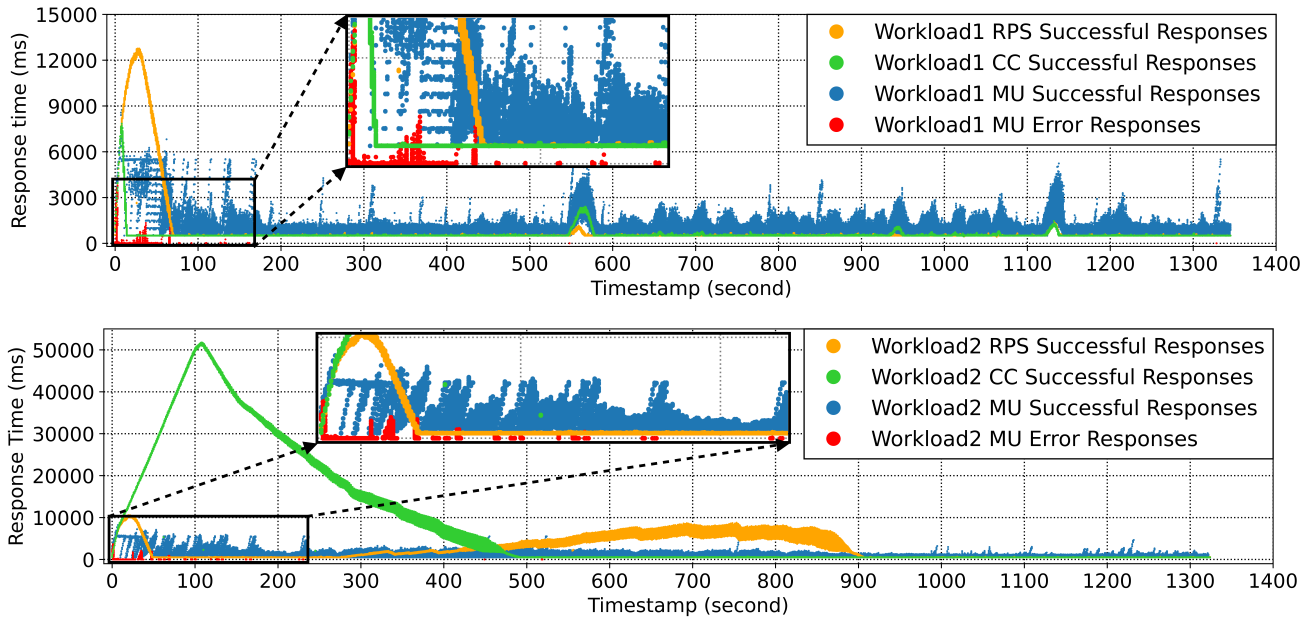 15000
12000
9000
6000
3000
0
Response time (ms)
Workload1 RPS Successful Responses
Workload1 CC Successful Responses
Workload1 MU Successful Responses
Workload1 MU Error Responses
0 100 200 300 400 500 600 700 800 900 1000 1100 1200 1300 1400
Timestamp (second)
50000
40000
30000
20000
10000
0
Response Time (ms)
Workload2 RPS Successful Responses
Workload2 CC Successful Responses
Workload2 MU Successful Responses
Workload2 MU Error Responses
0 100 200 300 400 500 600 700 800 900 1000 1100 1200 1300 1400
Timestamp (second)